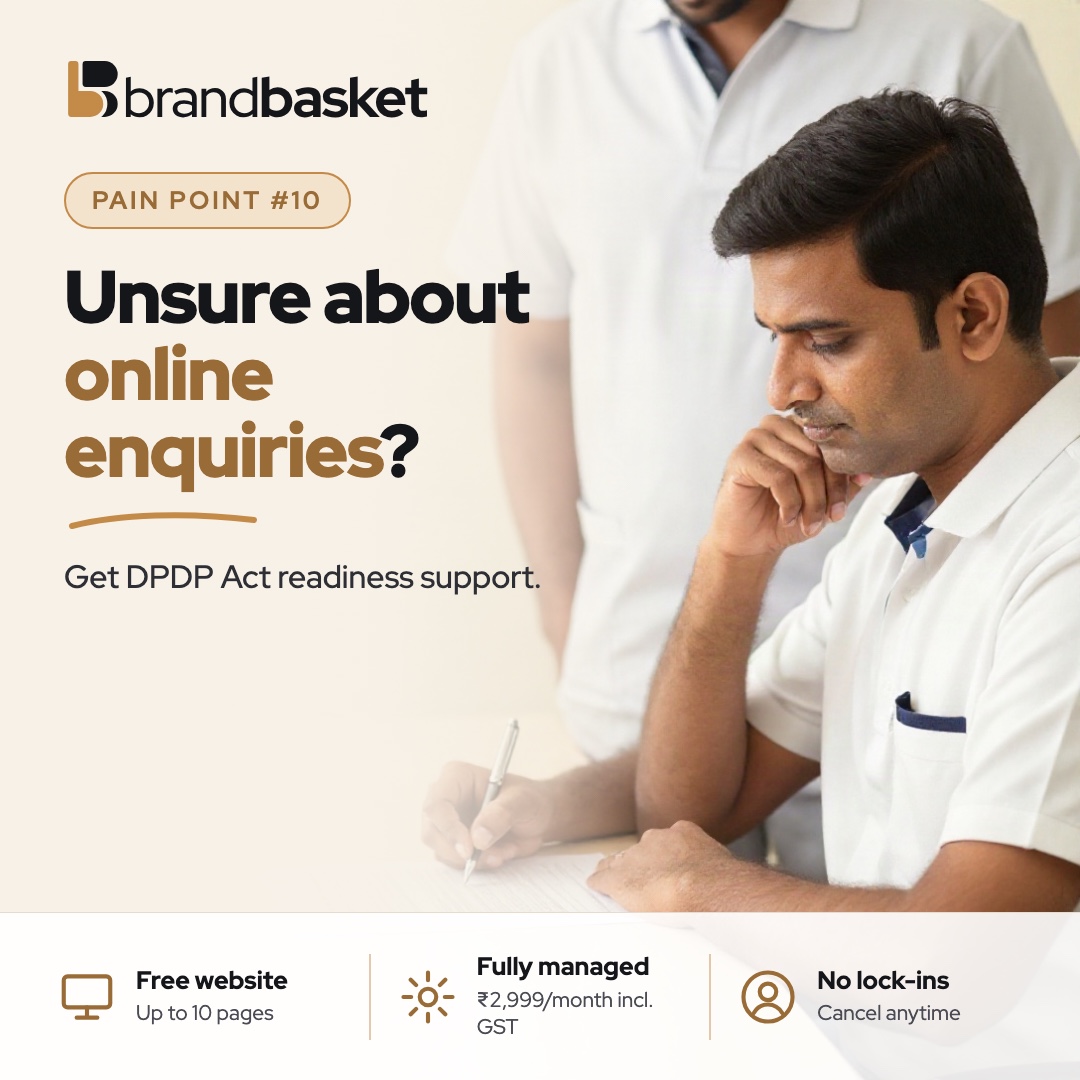 brandbasket
PAIN POINT #10
Unsure about
online
enquiries?
Get DPDP Act readiness support.
Free website
Up to 10 pages
Fully managed
₹2,999/month incl.
GST
No lock-ins
Cancel anytime